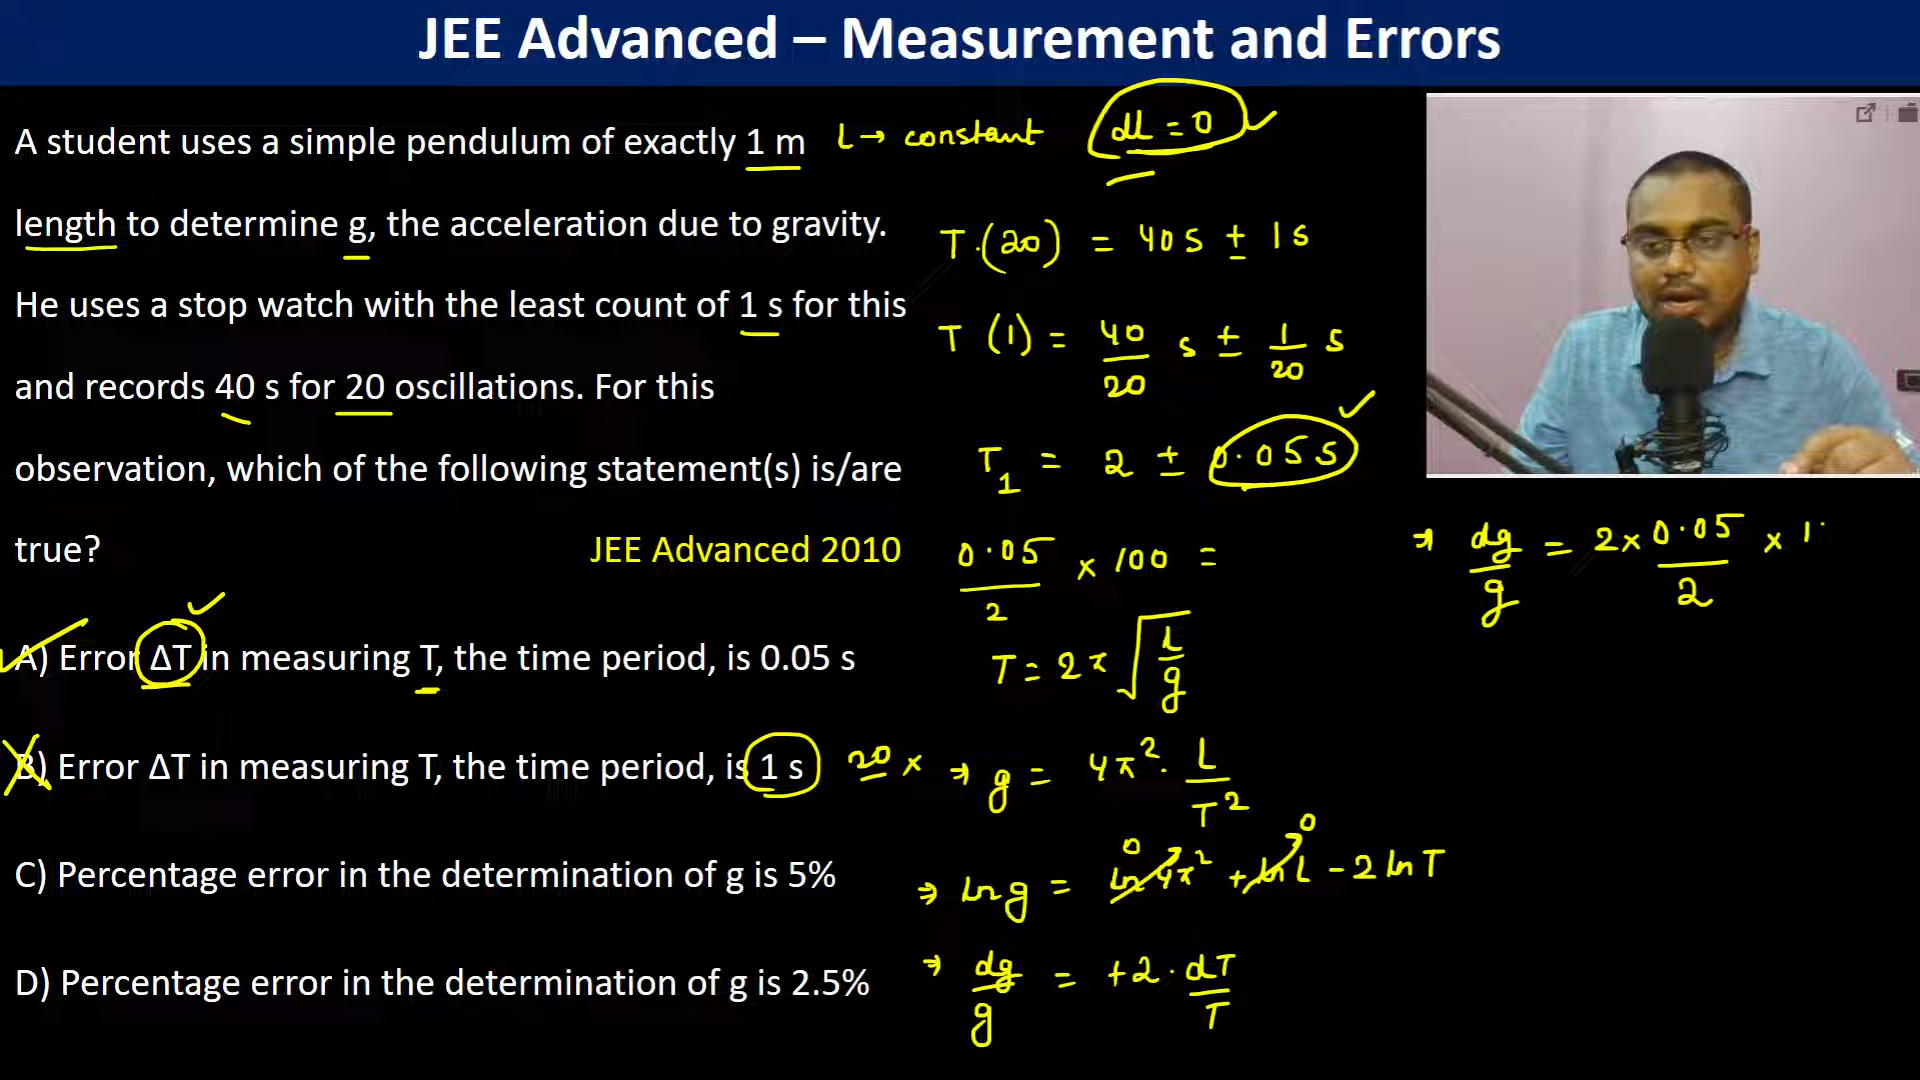 JEE Advanced – Measurement and Errors
A student uses a simple pendulum of exactly 1 m
length to determine g, the acceleration due to gravity.
He uses a stop watch with the least count of 1 s for this
and records 40 s for 20 oscillations. For this
observation, which of the following statement(s) is/are
true? JEE Advanced 2010
A) Error ΔT in measuring T, the time period, is 0.05 s
B) Error ΔT in measuring T, the time period, is 1 s
C) Percentage error in the determination of g is 5%
D) Percentage error in the determination of g is 2.5%
L → constant dL = 0
T.(20) = 40 s ± 1 s
T (1) = 40/20 s ± 1/20 s
T₁ = 2 ± 0.05 s
0.05/2 × 100 =
T = 2π √(L/g)
20 × ⇒ g = 4π² · L/T²
⇒ ln g = ln 4π² 0 + ln L 0 - 2 ln T
⇒ dg/g = +2 · dT/T
⇒ dg/g = 2 × 0.05/2 × 1